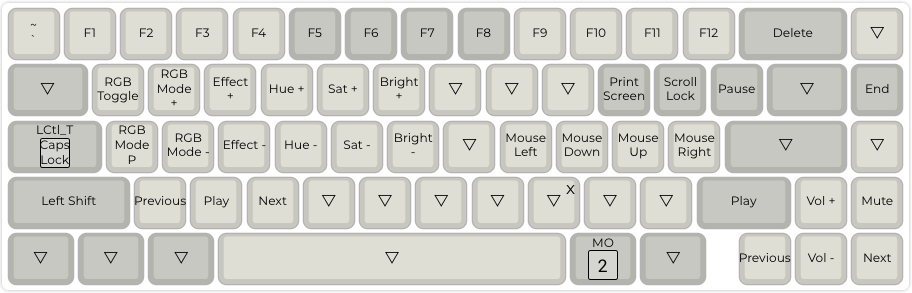 ~
` F1 F2 F3 F4 F5 F6 F7 F8 F9 F10 F11 F12 Delete ▽
▽ RGB Toggle RGB Mode + Effect + Hue + Sat + Bright + ▽ ▽ ▽ Print Screen Scroll Lock Pause ▽ End
LCtl_T Caps Lock RGB Mode P RGB Mode - Effect - Hue - Sat - Bright - ▽ Mouse Left Mouse Down Mouse Up Mouse Right ▽ ▽
Left Shift Previous Play Next ▽ ▽ ▽ ▽ ▽ X ▽ ▽ Play Vol + Mute
▽ ▽ ▽ ▽ MO 2 ▽ Previous Vol - Next